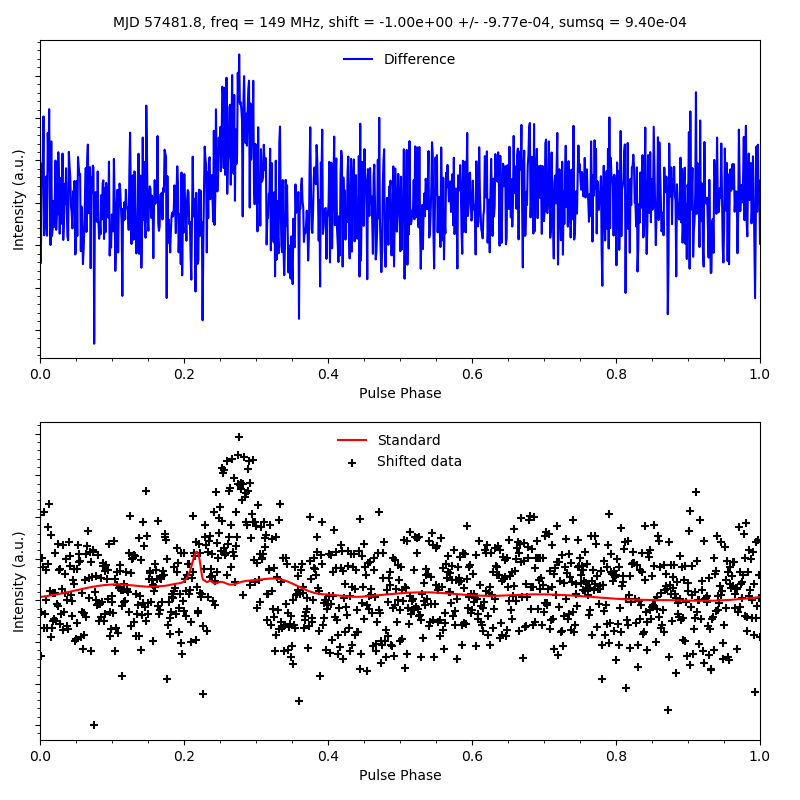 MJD 57481.8, freq = 149 MHz, shift = -1.00e+00 +/- -9.77e-04, sumsq = 9.40e-04
Difference
Intensity (a.u.)
0.0 0.2 0.4 0.6 0.8 1.0
Pulse Phase
Standard
Shifted data
Intensity (a.u.)
0.0 0.2 0.4 0.6 0.8 1.0
Pulse Phase